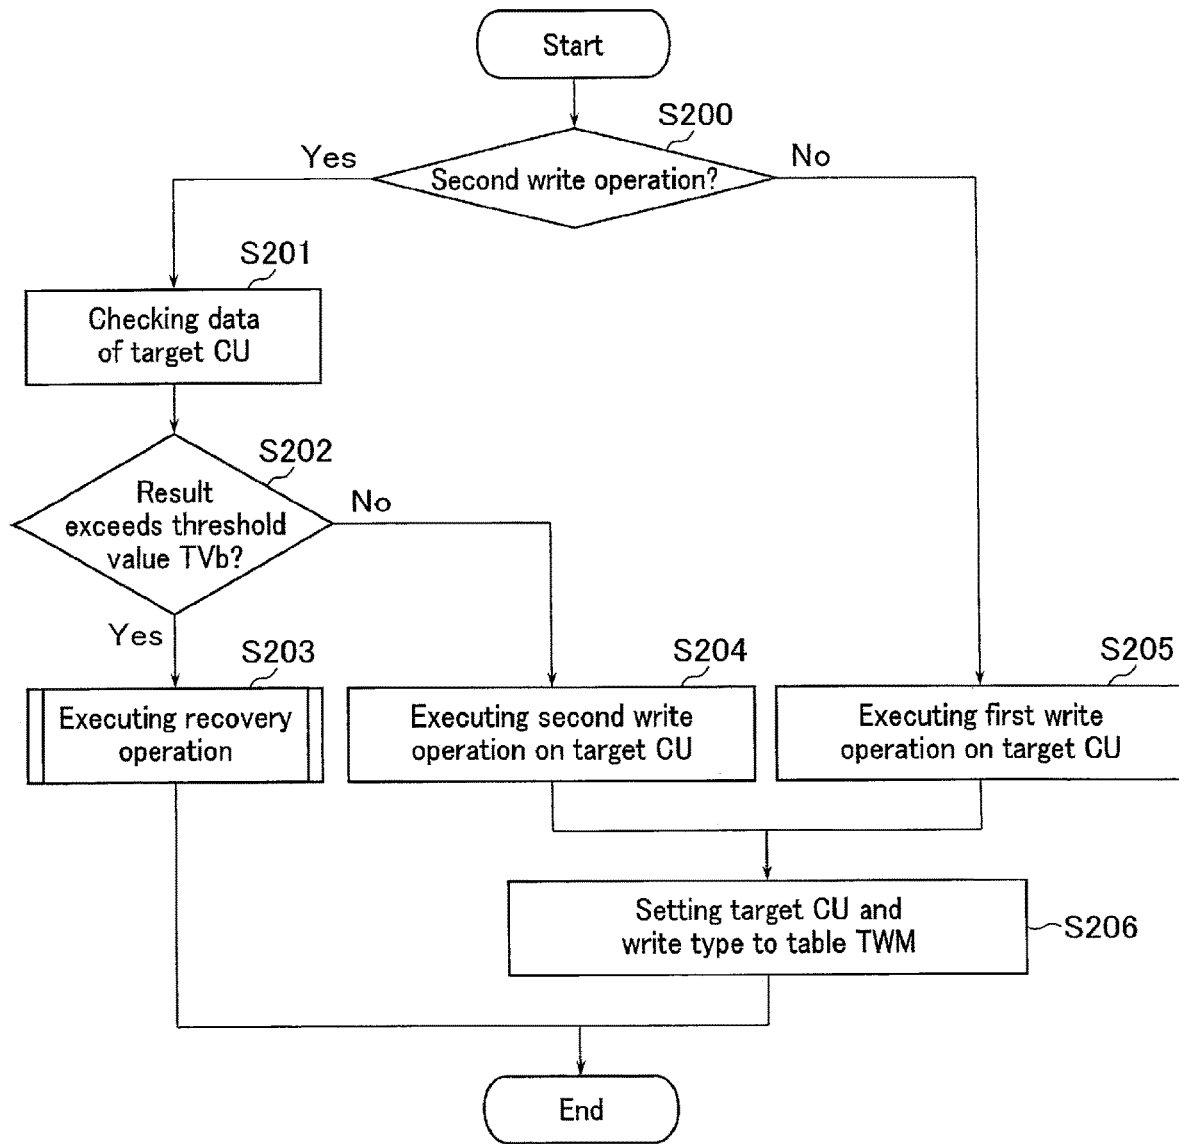 Start
S200
Yes
Second write operation?
No
S201
Checking data
of target CU
S202
Result
exceeds threshold
value TVb?
No
Yes
S203
S204
S205
Executing recovery
operation
Executing second write
operation on target CU
Executing first write
operation on target CU
Setting target CU and
write type to table TWM
S206
End